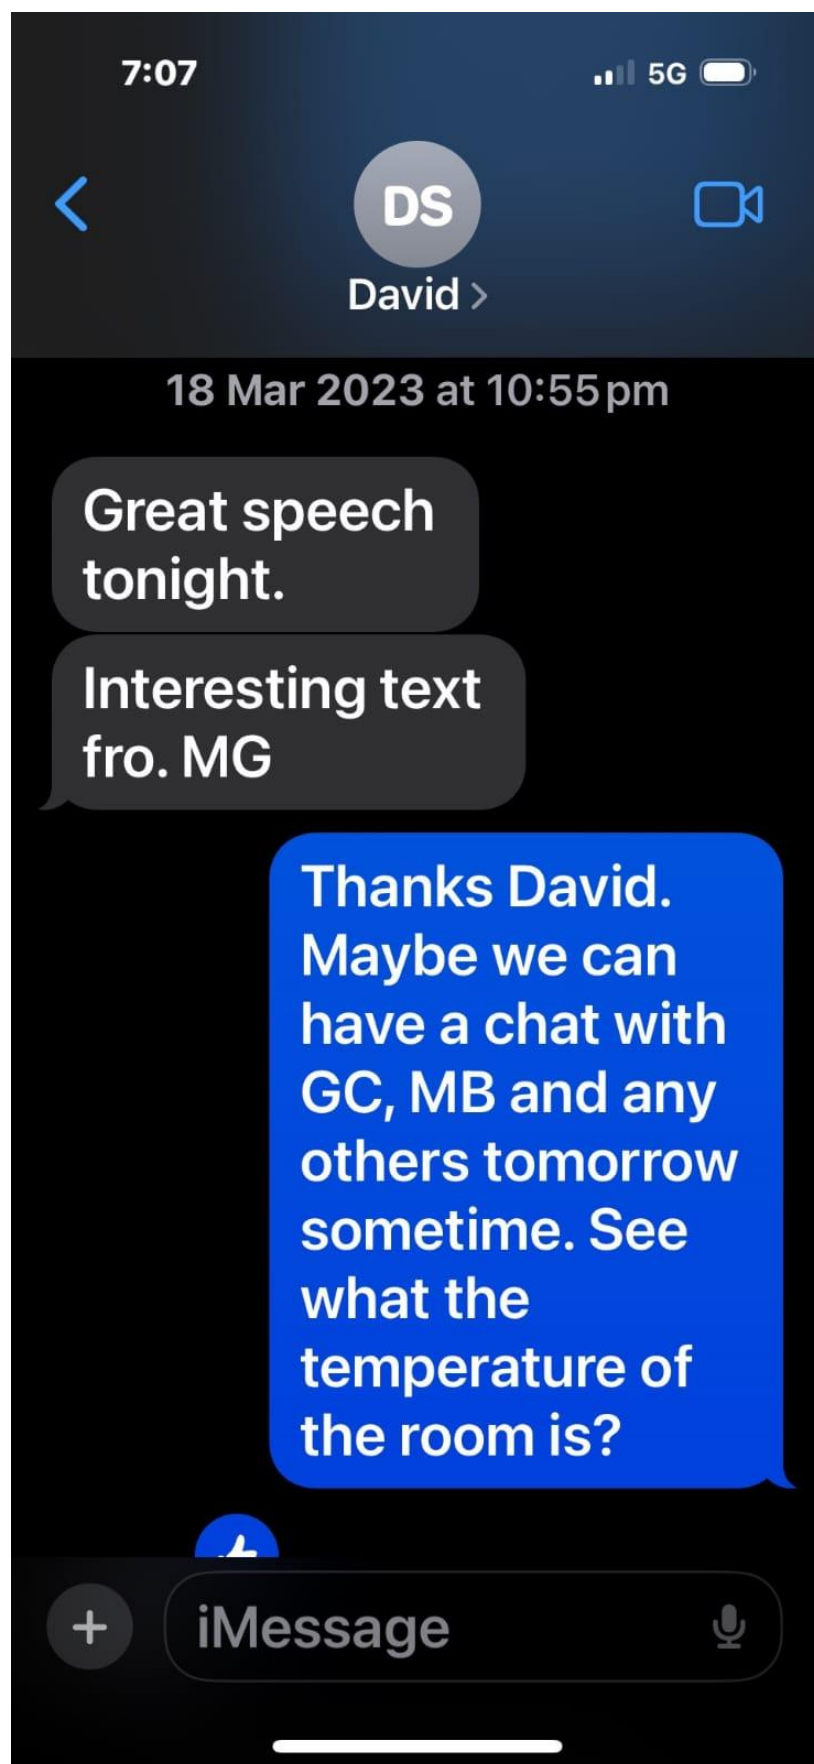 7:07 5G
DS
David
18 Mar 2023 at 10:55 pm
Great speech
tonight.
Interesting text
fro. MG
Thanks David.
Maybe we can
have a chat with
GC, MB and any
others tomorrow
sometime. See
what the
temperature of
the room is?
iMessage